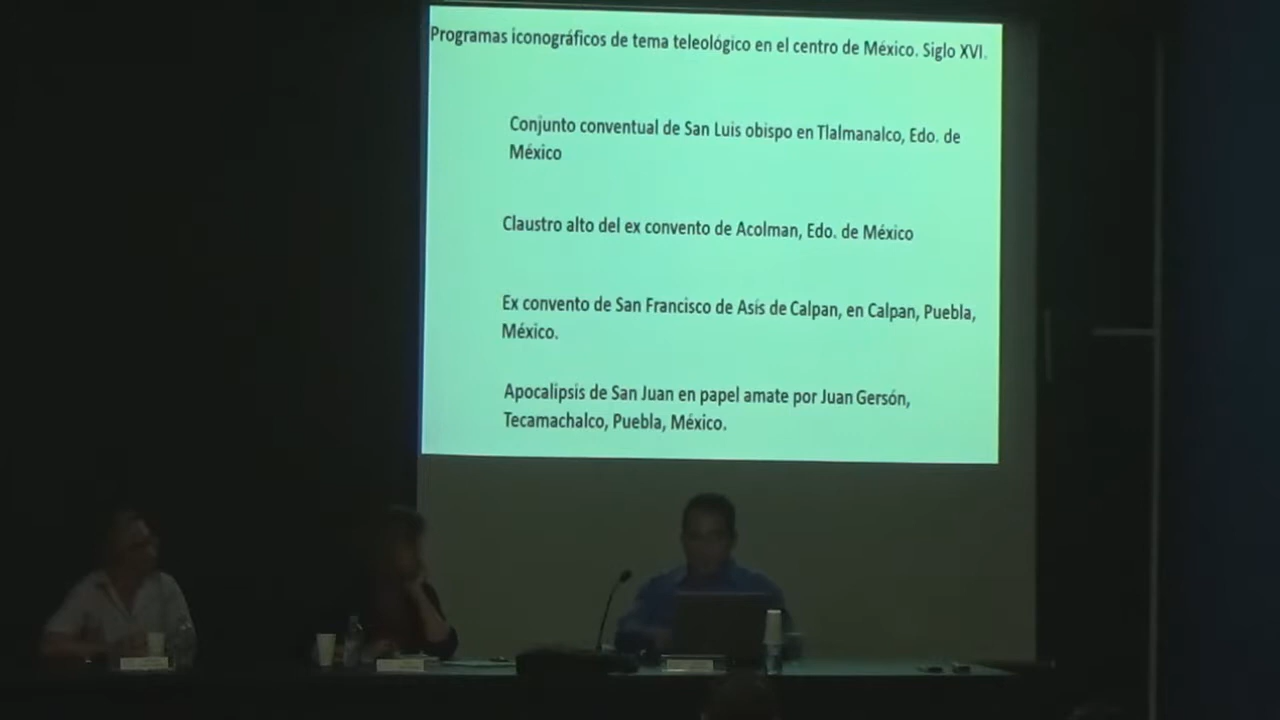 Programas iconográficos de tema teleológico en el centro de México. Siglo XVI.
Conjunto conventual de San Luis obispo en Tlalmanalco, Edo. de
México
Claustro alto del ex convento de Acolman, Edo. de México
Ex convento de San Francisco de Asís de Calpan, en Calpan, Puebla,
México.
Apocalipsis de San Juan en papel amate por Juan Gersón,
Tecamachalco, Puebla, México.